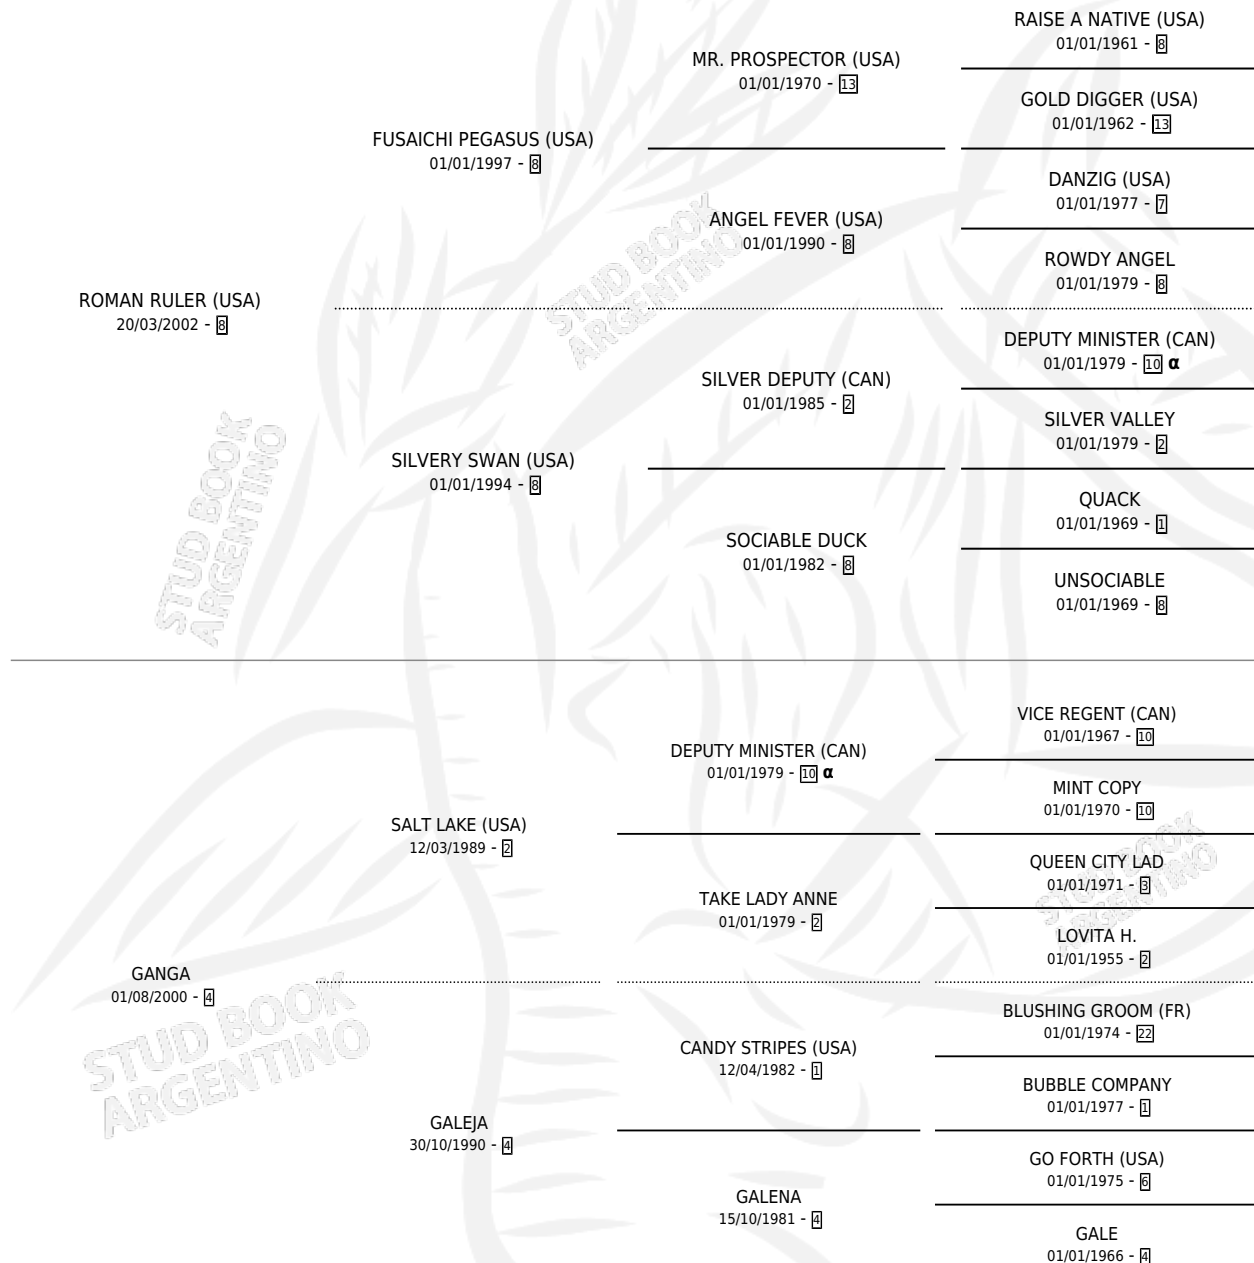 RAISE A NATIVE (USA)
01/01/1961 - 8
MR. PROSPECTOR (USA)
01/01/1970 - 13
GOLD DIGGER (USA)
01/01/1962 - 13
FUSAICHI PEGASUS (USA)
01/01/1997 - 8
DANZIG (USA)
01/01/1977 - 7
ANGEL FEVER (USA)
01/01/1990 - 8
ROWDY ANGEL
01/01/1979 - 8
ROMAN RULER (USA)
20/03/2002 - 8
DEPUTY MINISTER (CAN)
01/01/1979 - 10 α
SILVER DEPUTY (CAN)
01/01/1985 - 2
SILVER VALLEY
01/01/1979 - 2
SILVERY SWAN (USA)
01/01/1994 - 8
QUACK
01/01/1969 - 1
SOCIABLE DUCK
01/01/1982 - 8
UNSOCIABLE
01/01/1969 - 8
VICE REGENT (CAN)
01/01/1967 - 10
DEPUTY MINISTER (CAN)
01/01/1979 - 10 α
MINT COPY
01/01/1970 - 10
SALT LAKE (USA)
12/03/1989 - 2
QUEEN CITY LAD
01/01/1971 - 3
TAKE LADY ANNE
01/01/1979 - 2
LOVITA H.
01/01/1955 - 2
GANGA
01/08/2000 - 4
BLUSHING GROOM (FR)
01/01/1974 - 22
CANDY STRIPES (USA)
12/04/1982 - 1
BUBBLE COMPANY
01/01/1977 - 1
GALEJA
30/10/1990 - 4
GO FORTH (USA)
01/01/1975 - 6
GALENA
15/10/1981 - 4
GALE
01/01/1966 - 4
STUD BOOK
ARGENTINO
STUD BOOK
ARGENTINO
STUD BOOK
ARGENTINO
STUD BOOK
ARGENTINO